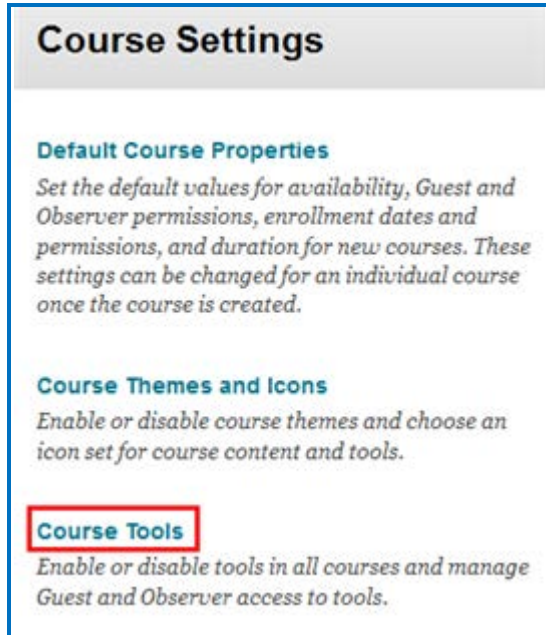 Course Settings
Default Course Properties
Set the default values for availability, Guest and
Observer permissions, enrollment dates and
permissions, and duration for new courses. These
settings can be changed for an individual course
once the course is created.
Course Themes and Icons
Enable or disable course themes and choose an
icon set for course content and tools.
Course Tools
Enable or disable tools in all courses and manage
Guest and Observer access to tools.